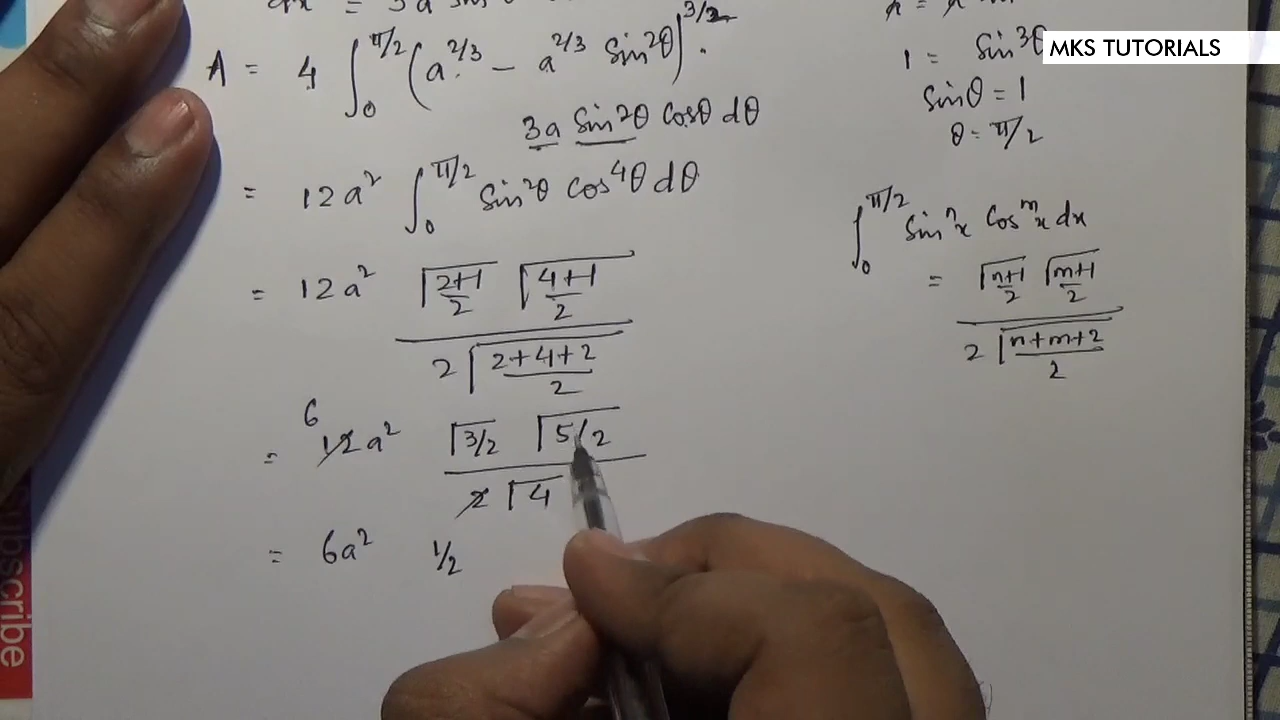 A = 4 ∫₀^π/2 (a^2/3 − a^2/3 sin²θ)^3/2 .
3a sin²θ cosθ dθ
= 12a² ∫₀^π/2 sin²θ cos⁴θ dθ
= 12a² Γ(2+1/2) Γ(4+1/2) / 2 Γ(2+4+2/2)
= 6 12a² Γ3/2 Γ5/2 / 2 Γ4
= 6a² 1/2
MKS TUTORIALS
1 = sin³θ
sinθ = 1
θ = π/2
∫₀^π/2 sinⁿx cosᵐx dx
= Γ(n+1/2) Γ(m+1/2) / 2 Γ(n+m+2/2)
subscribe